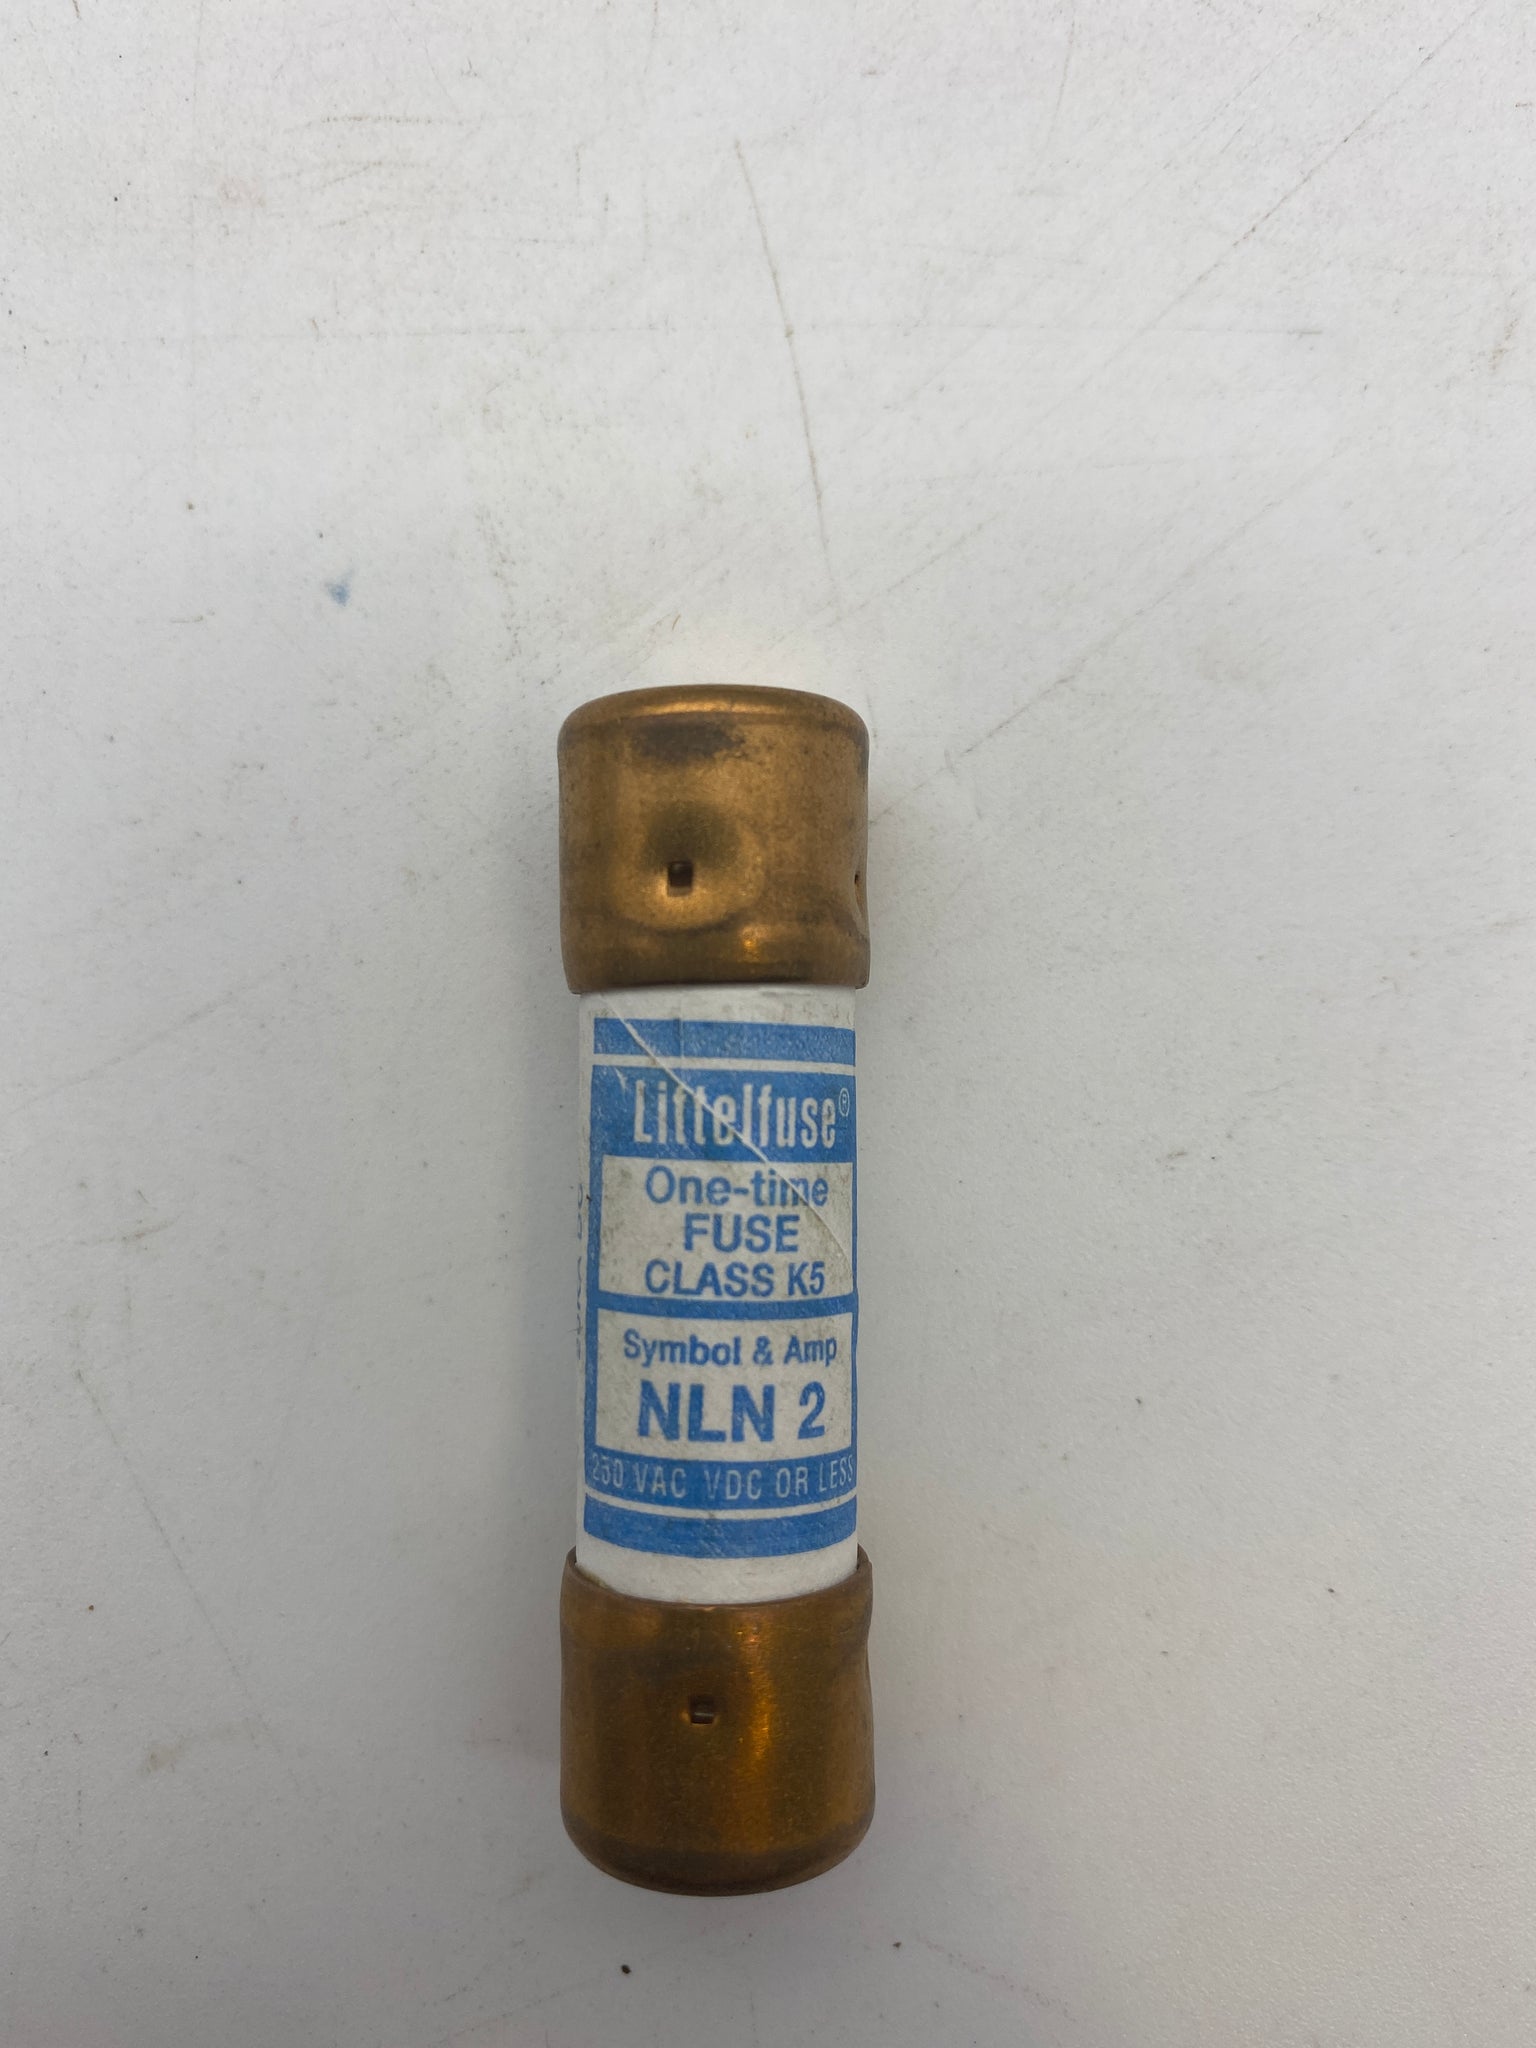 Littelfuse®
One-time
FUSE
CLASS K5
Symbol & Amp
NLN 2
250 VAC VDC OR LESS